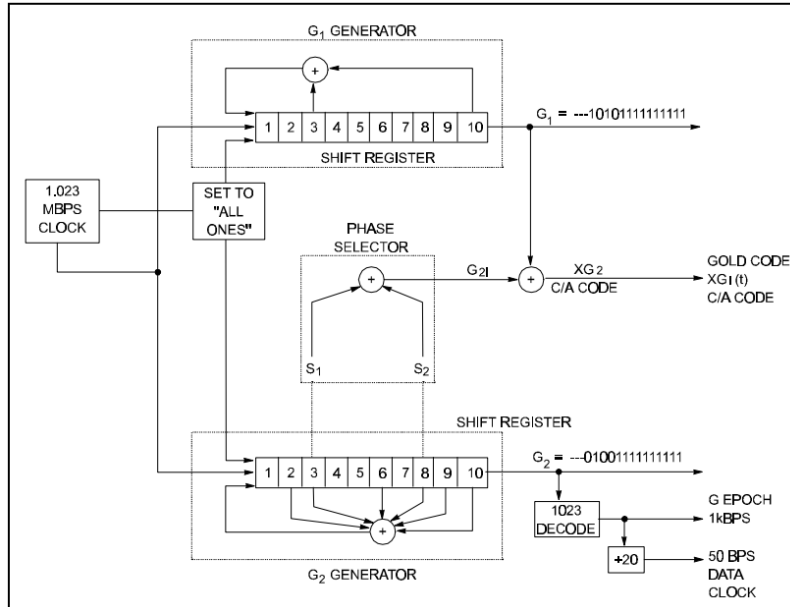 G1 GENERATOR
+
1 2 3 4 5 6 7 8 9 10
G1 = ---10101111111111
SHIFT REGISTER
1.023
MBPS
CLOCK
SET TO
"ALL
ONES"
PHASE
SELECTOR
+
G2I
+
XG2
C/A CODE
GOLD CODE
XGI(t)
C/A CODE
S1 S2
SHIFT REGISTER
1 2 3 4 5 6 7 8 9 10
G2 = ---01001111111111
+
G2 GENERATOR
1023
DECODE
G EPOCH
1kBPS
+20
50 BPS
DATA
CLOCK